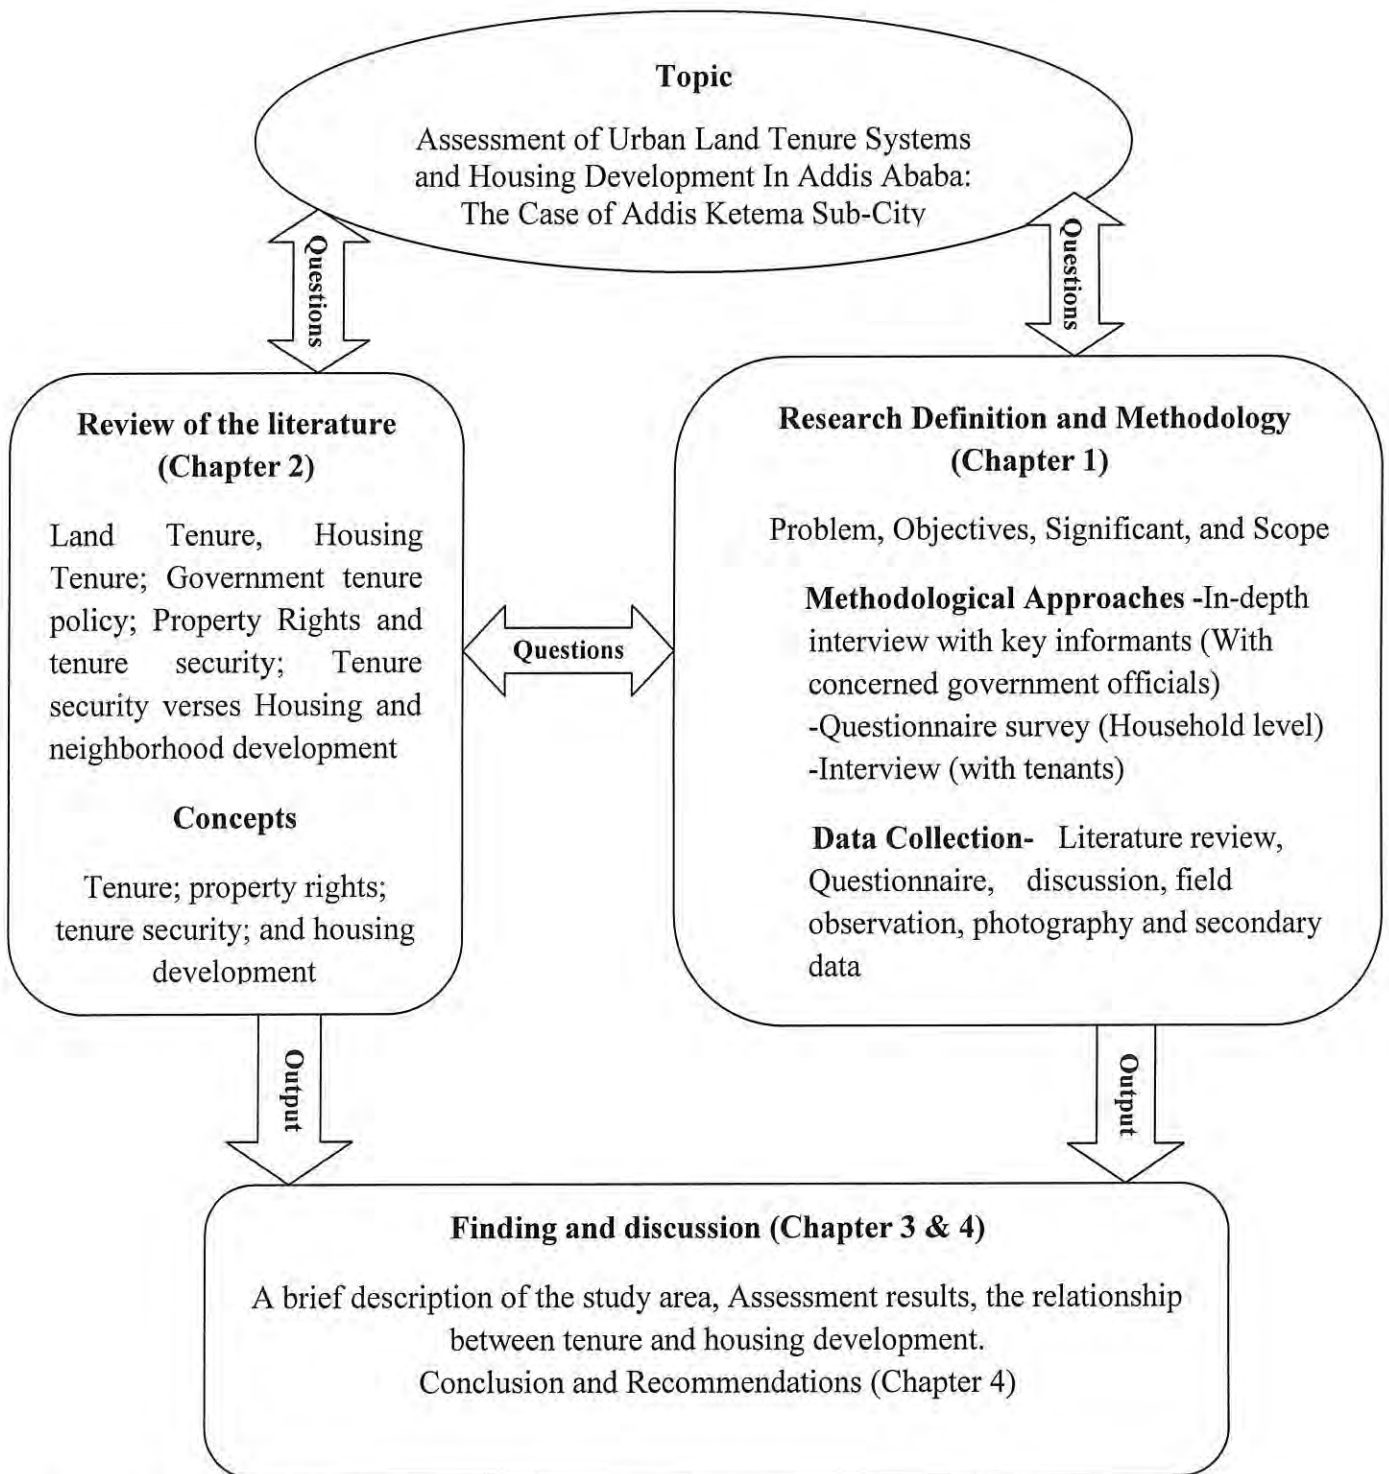 Topic
Assessment of Urban Land Tenure Systems
and Housing Development In Addis Ababa:
The Case of Addis Ketema Sub-City
Questions
Questions
Review of the literature
(Chapter 2)
Land Tenure, Housing
Tenure; Government tenure
policy; Property Rights and
tenure security; Tenure
security verses Housing and
neighborhood development
Concepts
Tenure; property rights;
tenure security; and housing
development
Questions
Research Definition and Methodology
(Chapter 1)
Problem, Objectives, Significant, and Scope
Methodological Approaches -In-depth
interview with key informants (With
concerned government officials)
-Questionnaire survey (Household level)
-Interview (with tenants)
Data Collection- Literature review,
Questionnaire, discussion, field
observation, photography and secondary
data
Output
Output
Finding and discussion (Chapter 3 & 4)
A brief description of the study area, Assessment results, the relationship
between tenure and housing development.
Conclusion and Recommendations (Chapter 4)